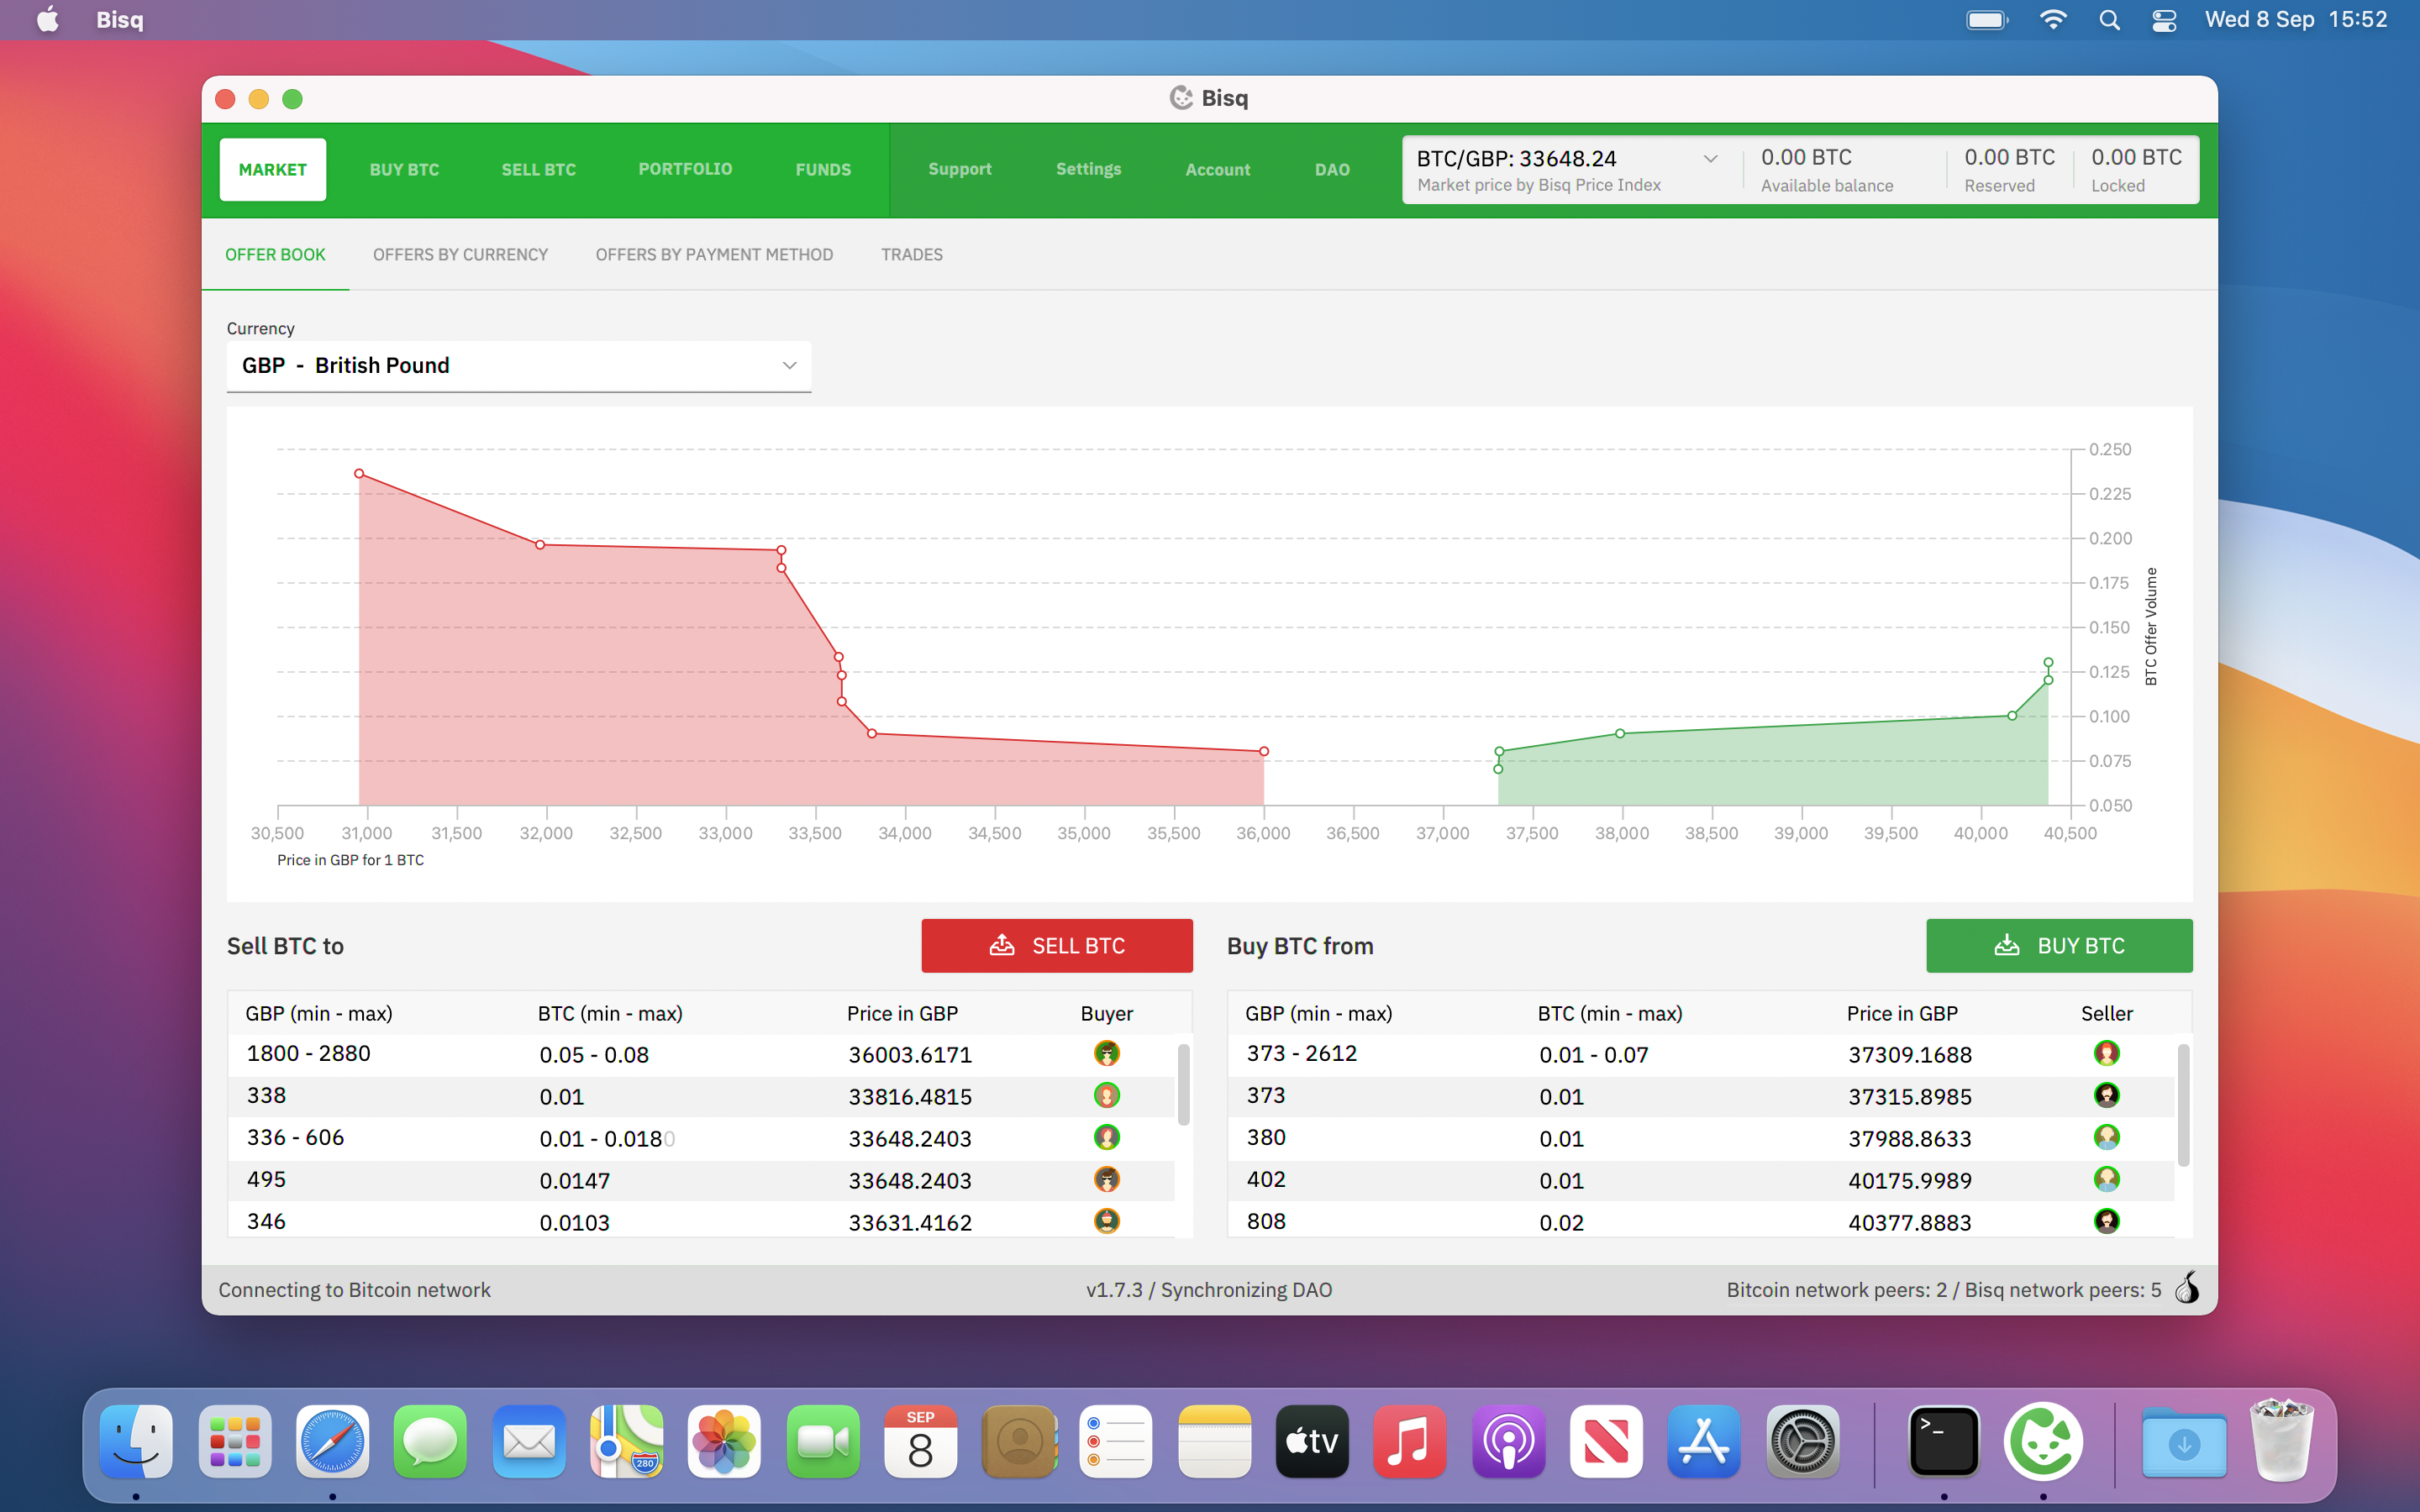 Bisq
Wed 8 Sep 15:52
Bisq
MARKET
BUY BTC
SELL BTC
PORTFOLIO
FUNDS
Support
Settings
Account
DAO
BTC/GBP: 33648.24
Market price by Bisq Price Index
0.00 BTC
Available balance
0.00 BTC
Reserved
0.00 BTC
Locked
OFFER BOOK
OFFERS BY CURRENCY
OFFERS BY PAYMENT METHOD
TRADES
Currency
GBP - British Pound
0.250
0.225
0.200
0.175
0.150
0.125
0.100
0.075
0.050
BTC Offer Volume
30,500 31,000 31,500 32,000 32,500 33,000 33,500 34,000 34,500 35,000 35,500 36,000 36,500 37,000 37,500 38,000 38,500 39,000 39,500 40,000 40,500
Price in GBP for 1 BTC
Sell BTC to
SELL BTC
GBP (min - max) BTC (min - max) Price in GBP Buyer
1800 - 2880 0.05 - 0.08 36003.6171
338 0.01 33816.4815
336 - 606 0.01 - 0.0180 33648.2403
495 0.0147 33648.2403
346 0.0103 33631.4162
Buy BTC from
BUY BTC
GBP (min - max) BTC (min - max) Price in GBP Seller
373 - 2612 0.01 - 0.07 37309.1688
373 0.01 37315.8985
380 0.01 37988.8633
402 0.01 40175.9989
808 0.02 40377.8883
Connecting to Bitcoin network
v1.7.3 / Synchronizing DAO
Bitcoin network peers: 2 / Bisq network peers: 5
280
SEP
8
tv
>_